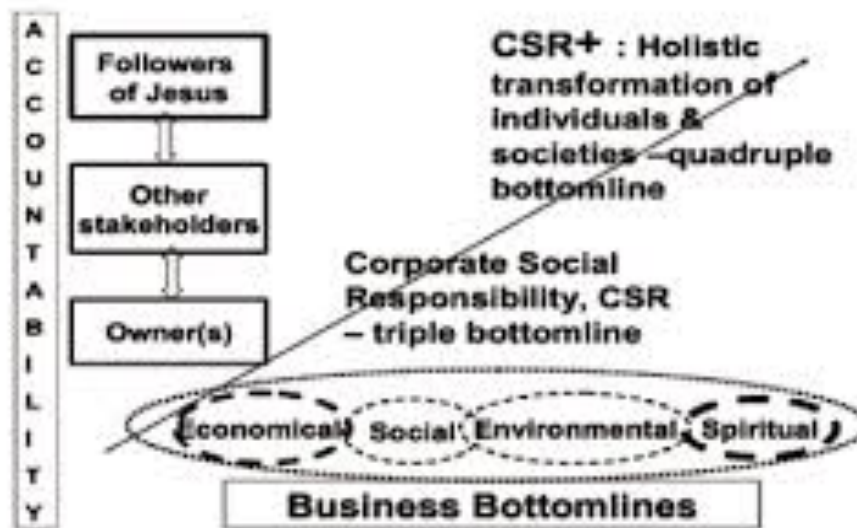 ACCOUNTABILITY
Followers
of Jesus
Other
stakeholders
Owner(s)
CSR+ : Holistic
transformation of
individuals &
societies –quadruple
bottomline
Corporate Social
Responsibility, CSR
– triple bottomline
Economical Social Environmental Spiritual
Business Bottomlines